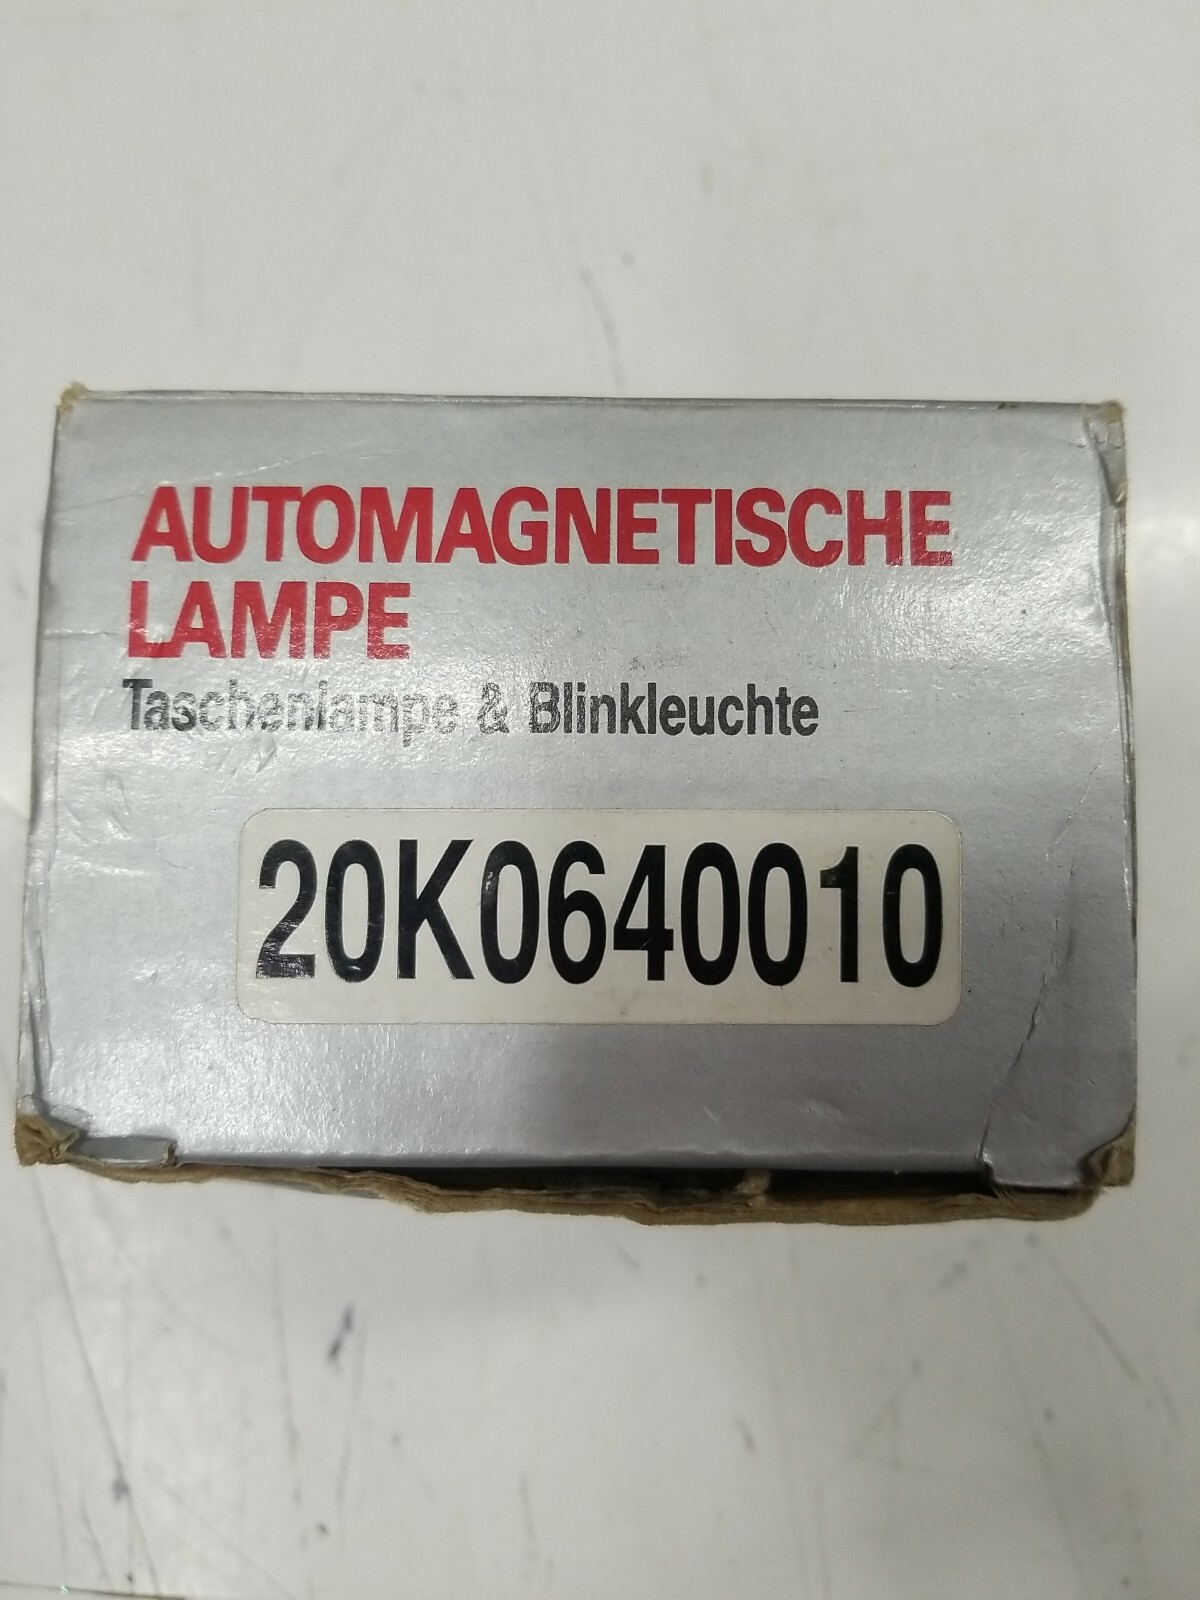 AUTOMAGNETISCHE
LAMPE
Taschenlampe & Blinkleuchte
20K0640010